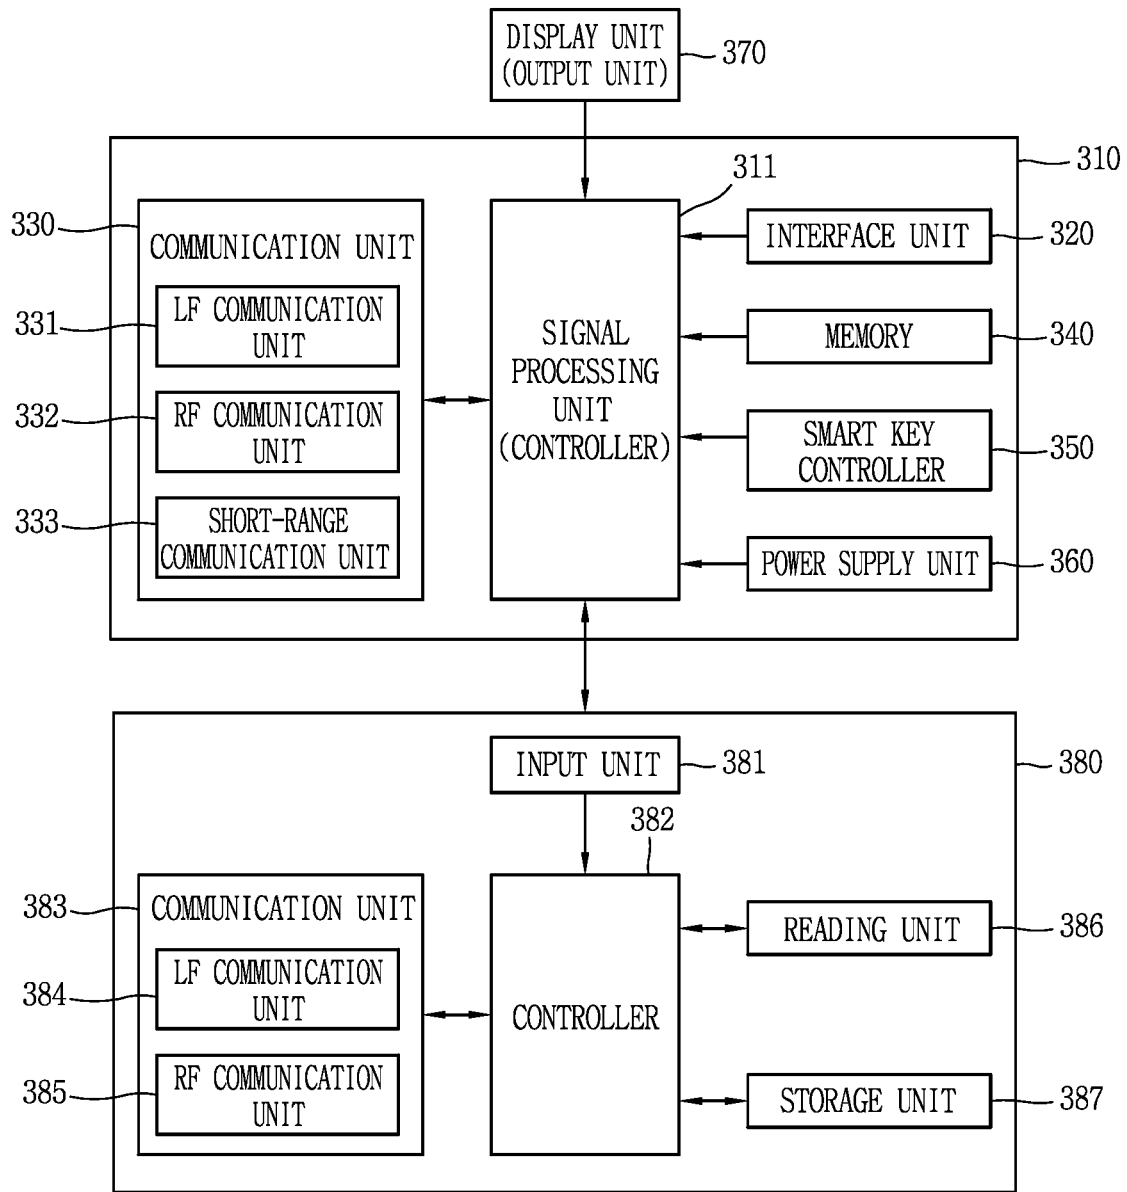 DISPLAY UNIT
(OUTPUT UNIT)
370
310
311
330
COMMUNICATION UNIT
INTERFACE UNIT
320
331
LF COMMUNICATION
UNIT
SIGNAL
PROCESSING
UNIT
(CONTROLLER)
MEMORY
340
332
RF COMMUNICATION
UNIT
SMART KEY
CONTROLLER
350
333
SHORT-RANGE
COMMUNICATION UNIT
POWER SUPPLY UNIT
360
INPUT UNIT
381
380
382
383
COMMUNICATION UNIT
READING UNIT
386
384
LF COMMUNICATION
UNIT
CONTROLLER
385
RF COMMUNICATION
UNIT
STORAGE UNIT
387